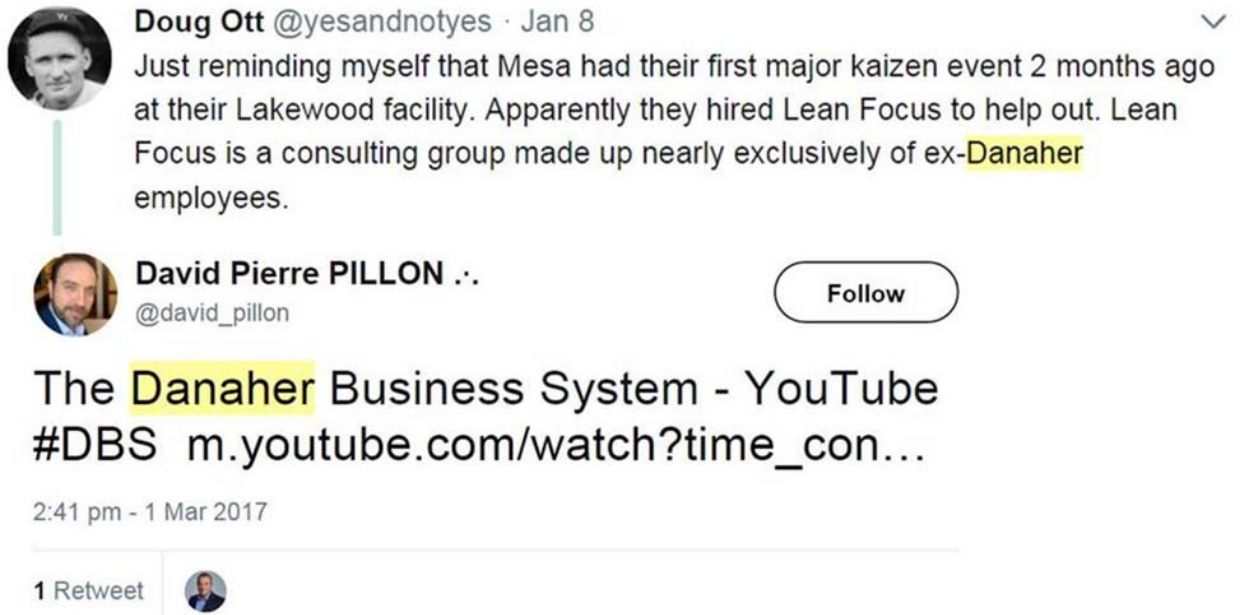 Doug Ott @yesandnotyes · Jan 8
Just reminding myself that Mesa had their first major kaizen event 2 months ago
at their Lakewood facility. Apparently they hired Lean Focus to help out. Lean
Focus is a consulting group made up nearly exclusively of ex-Danaher
employees.
David Pierre PILLON .·.
Follow
@david_pillon
The Danaher Business System - YouTube
#DBS m.youtube.com/watch?time_con...
2:41 pm - 1 Mar 2017
1 Retweet